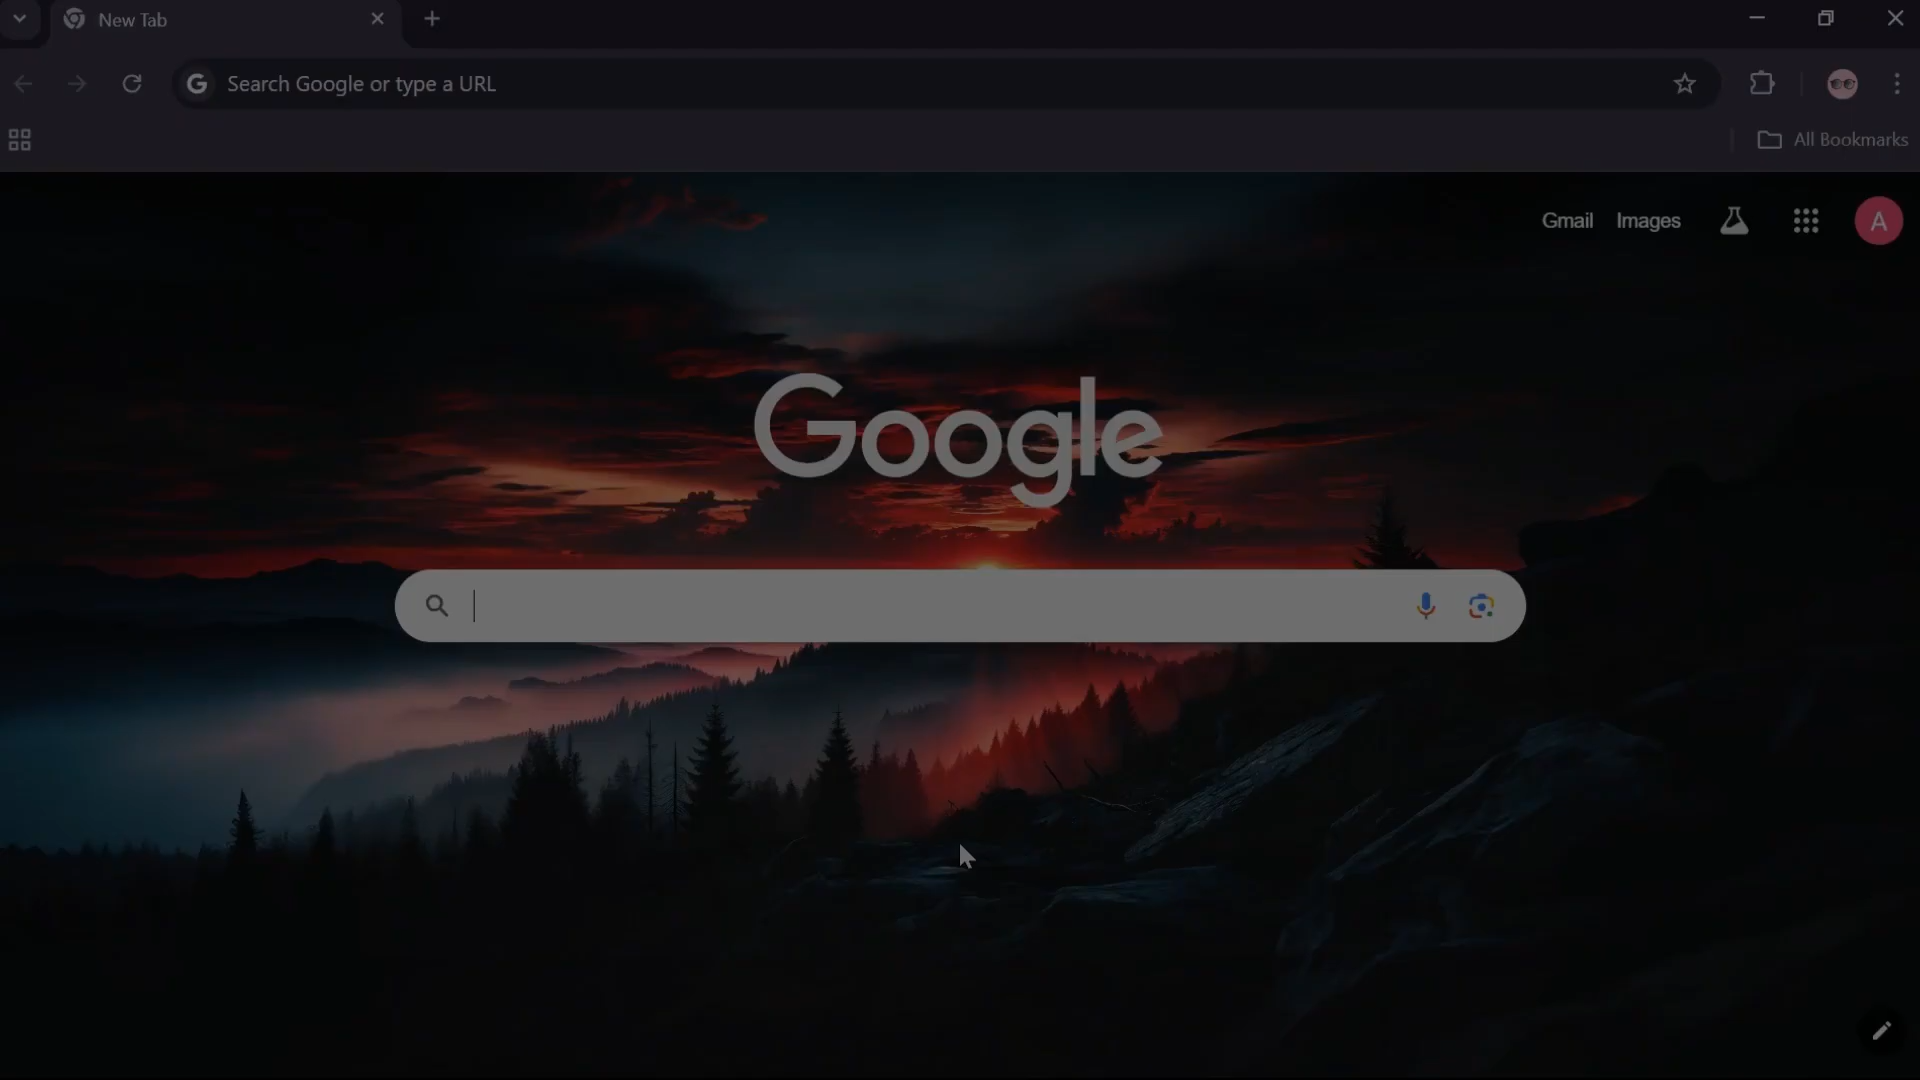 New Tab
Search Google or type a URL
All Bookmarks
Gmail Images
A
Google